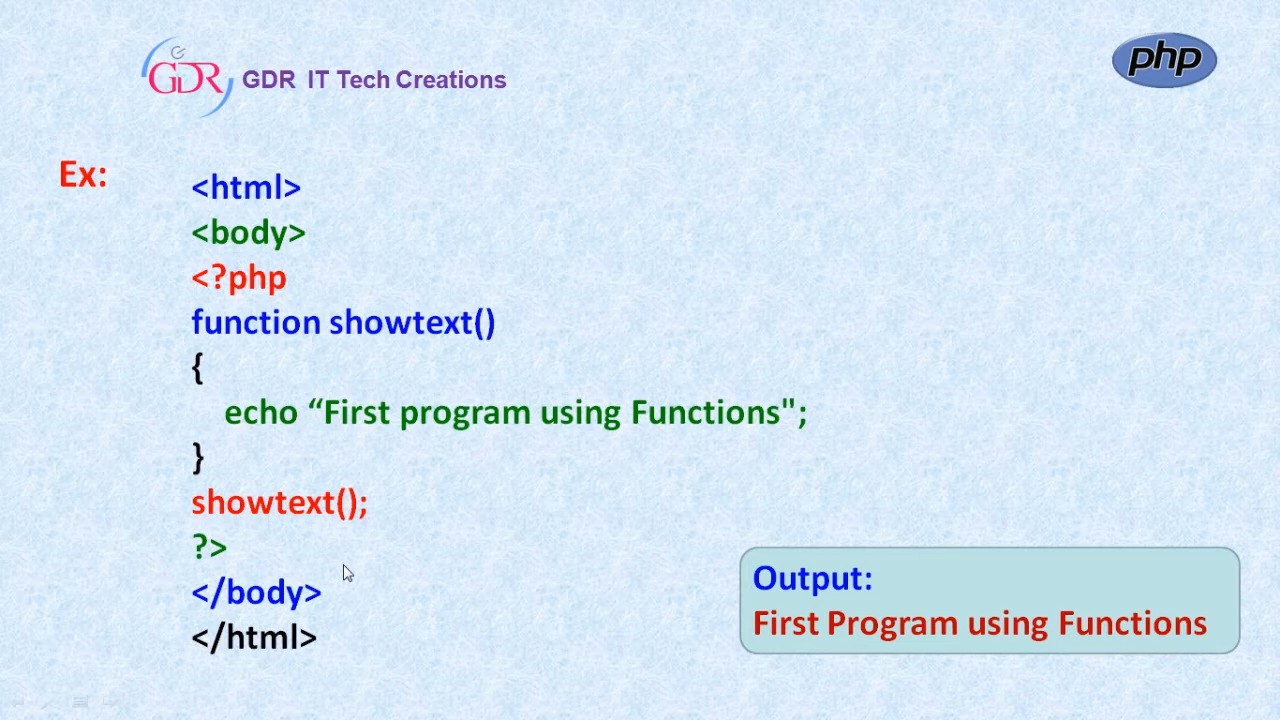 GDR
GDR IT Tech Creations
php
Ex:
<html>
<body>
<?php
function showtext()
{
echo “First program using Functions";
}
showtext();
?>
</body>
</html>
Output:
First Program using Functions